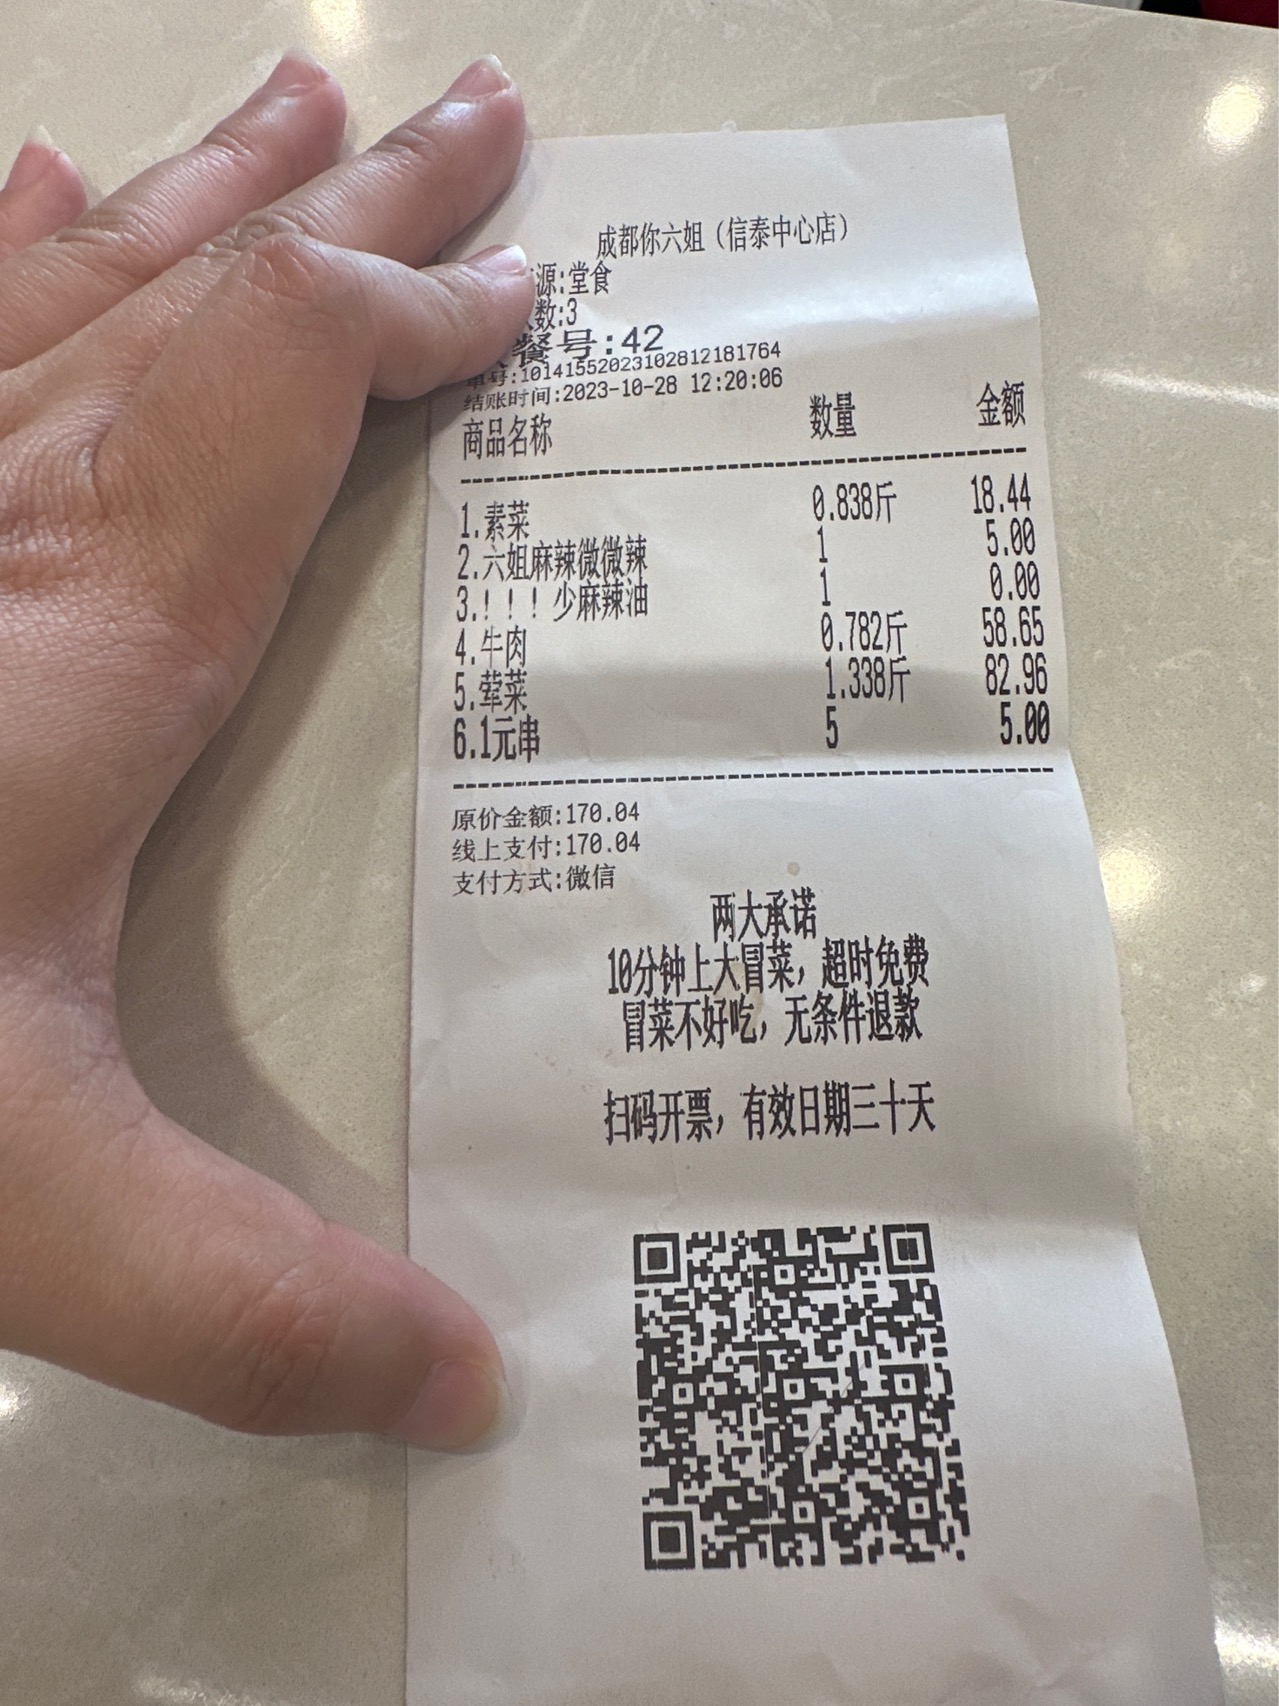 成都你六姐（信泰中心店）
源:堂食
数:3
餐号:42
单号:10141552023102812181764
结账时间:2023-10-28 12:20:06
商品名称 数量 金额
1.素菜 0.838斤 18.44
2.六姐麻辣微微辣 1 5.00
3.！！！少麻辣油 1 0.00
4.牛肉 0.782斤 58.65
5.荤菜 1.338斤 82.96
6.1元串 5 5.00
原价金额:170.04
线上支付:170.04
支付方式:微信
两大承诺
10分钟上大冒菜，超时免费
冒菜不好吃，无条件退款
扫码开票，有效日期三十天